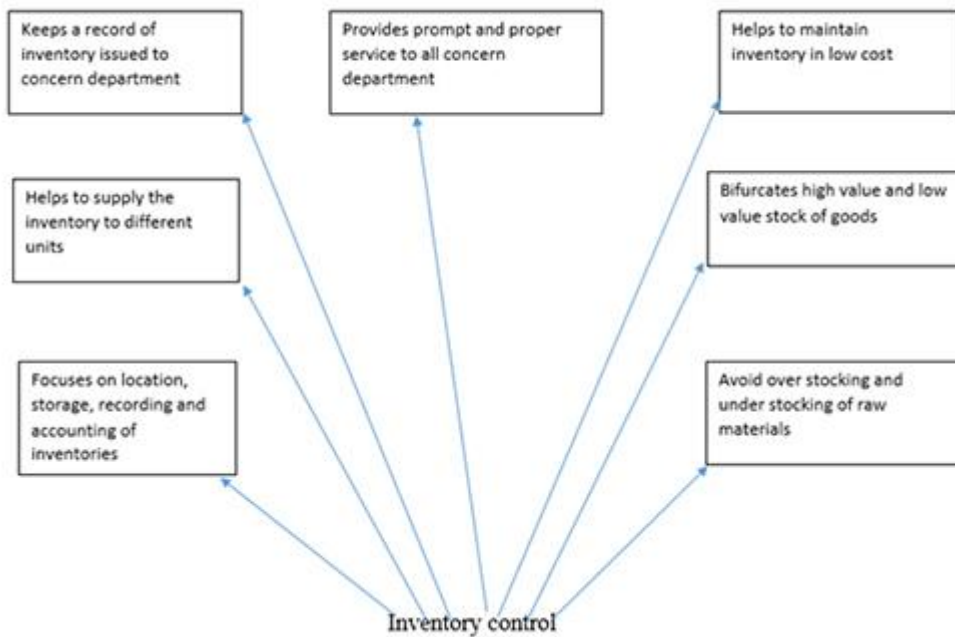 Keeps a record of
inventory issued to
concern department
Provides prompt and proper
service to all concern
department
Helps to maintain
inventory in low cost
Helps to supply the
inventory to different
units
Bifurcates high value and low
value stock of goods
Focuses on location,
storage, recording and
accounting of
inventories
Avoid over stocking and
under stocking of raw
materials
Inventory control